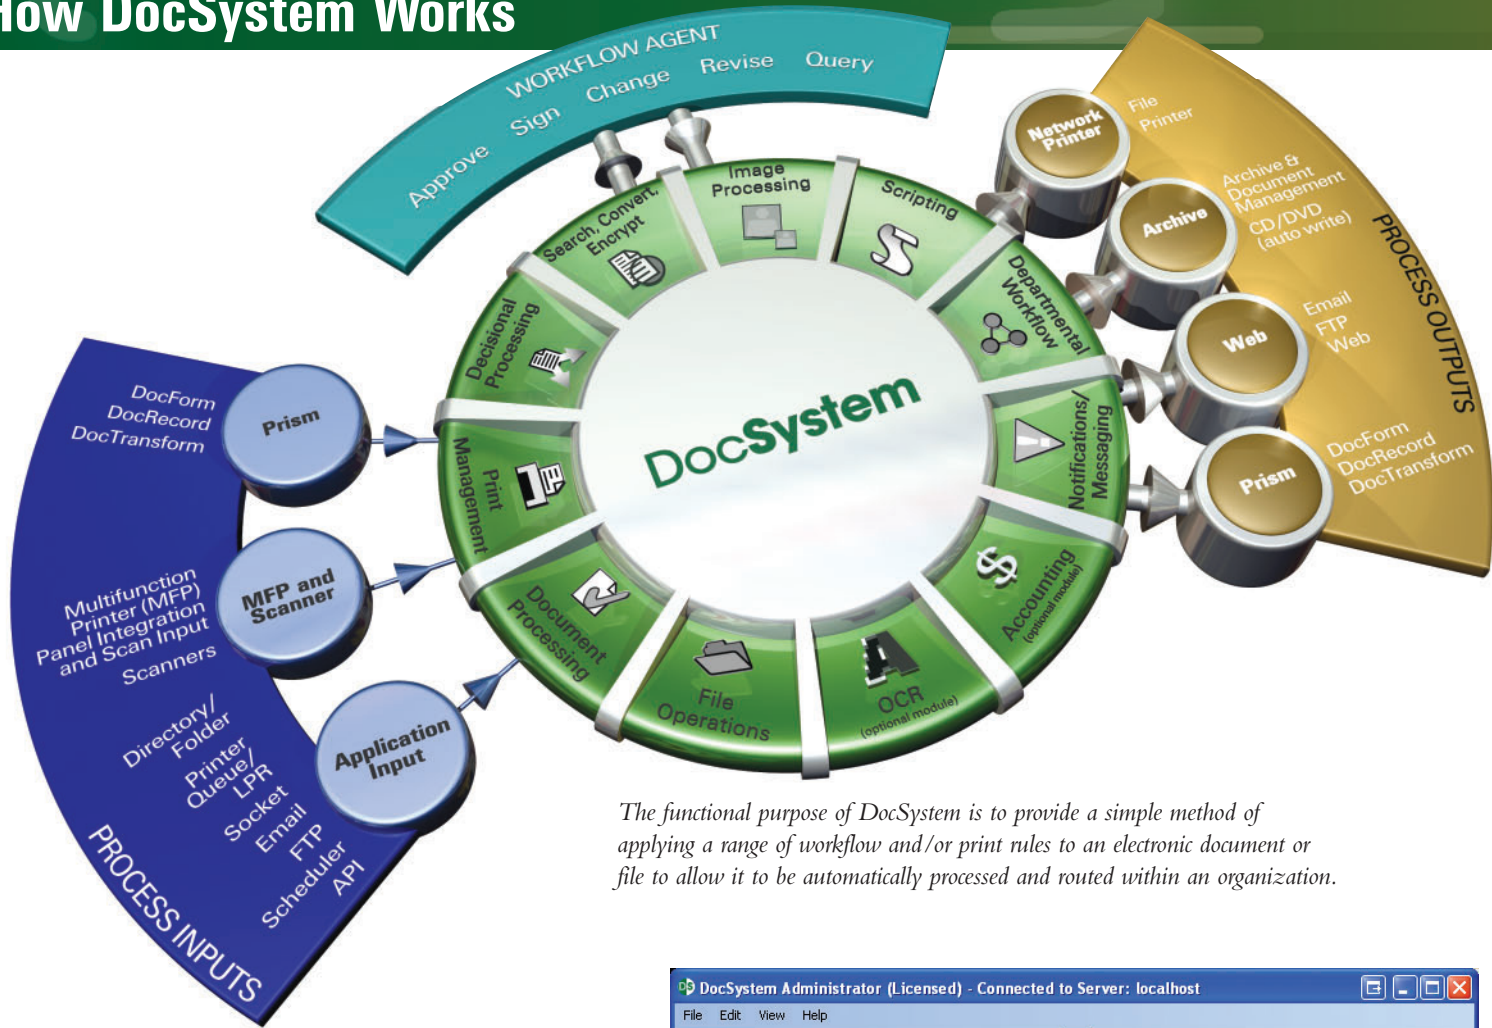 How DocSystem Works
WORKFLOW AGENT
Approve Sign Change Revise Query
Network
Printer
File
Printer
Archive
Archive &
Document
Management
CD/DVD
(auto write)
Web
Email
FTP
Web
Prism
DocForm
DocRecord
DocTransform
PROCESS OUTPUTS
Image
Processing
Scripting
Departmental
Workflow
Notifications/
Messaging
Accounting
(optional module)
OCR
(optional module)
File
Operations
Document
Processing
Print
Management
Decisional
Processing
Search, Convert,
Encrypt
DocSystem
DocForm
DocRecord
DocTransform
Prism
Multifunction
Printer (MFP)
Panel Integration
and Scan Input
Scanners
MFP and
Scanner
Directory/
Folder
Printer
Queue/
LPR
Socket
Email
FTP
Scheduler
API
Application
Input
PROCESS INPUTS
The functional purpose of DocSystem is to provide a simple method of
applying a range of workflow and/or print rules to an electronic document or
file to allow it to be automatically processed and routed within an organization.
DS DocSystem Administrator (Licensed) - Connected to Server: localhost
File Edit View Help